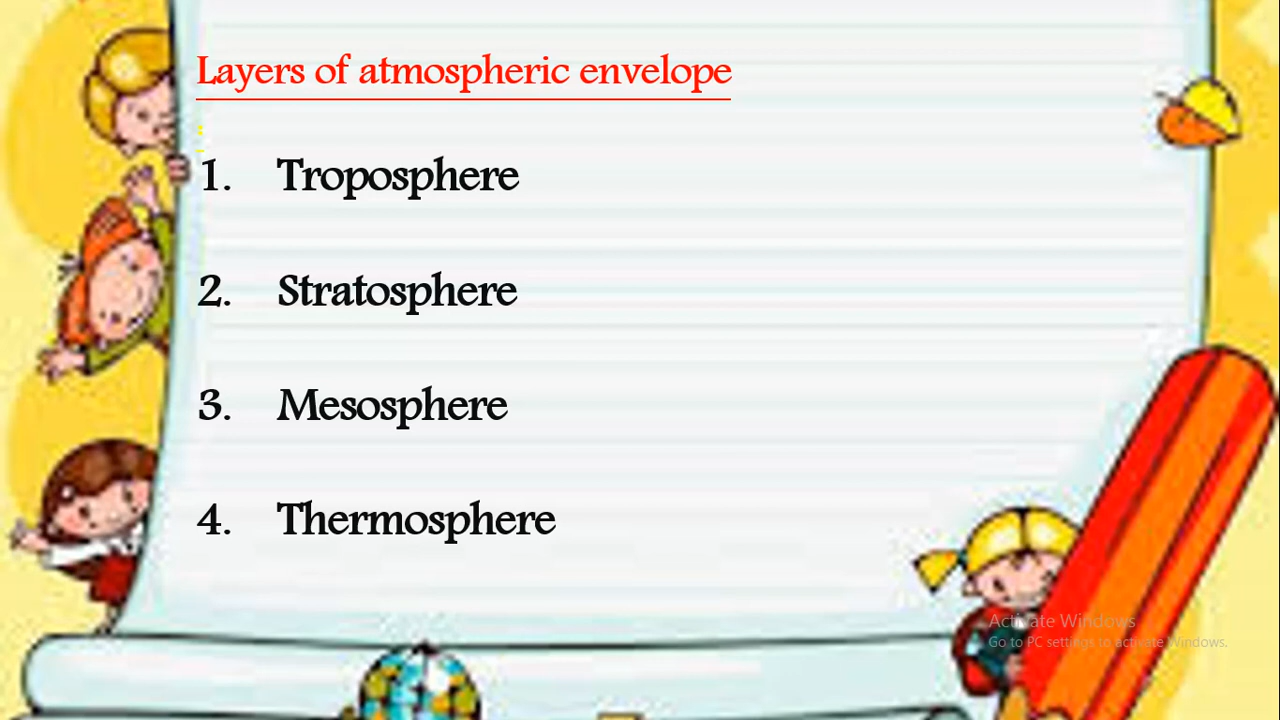 Layers of atmospheric envelope
:
1. Troposphere
2. Stratosphere
3. Mesosphere
4. Thermosphere
Activate Windows
Go to PC settings to activate Windows.